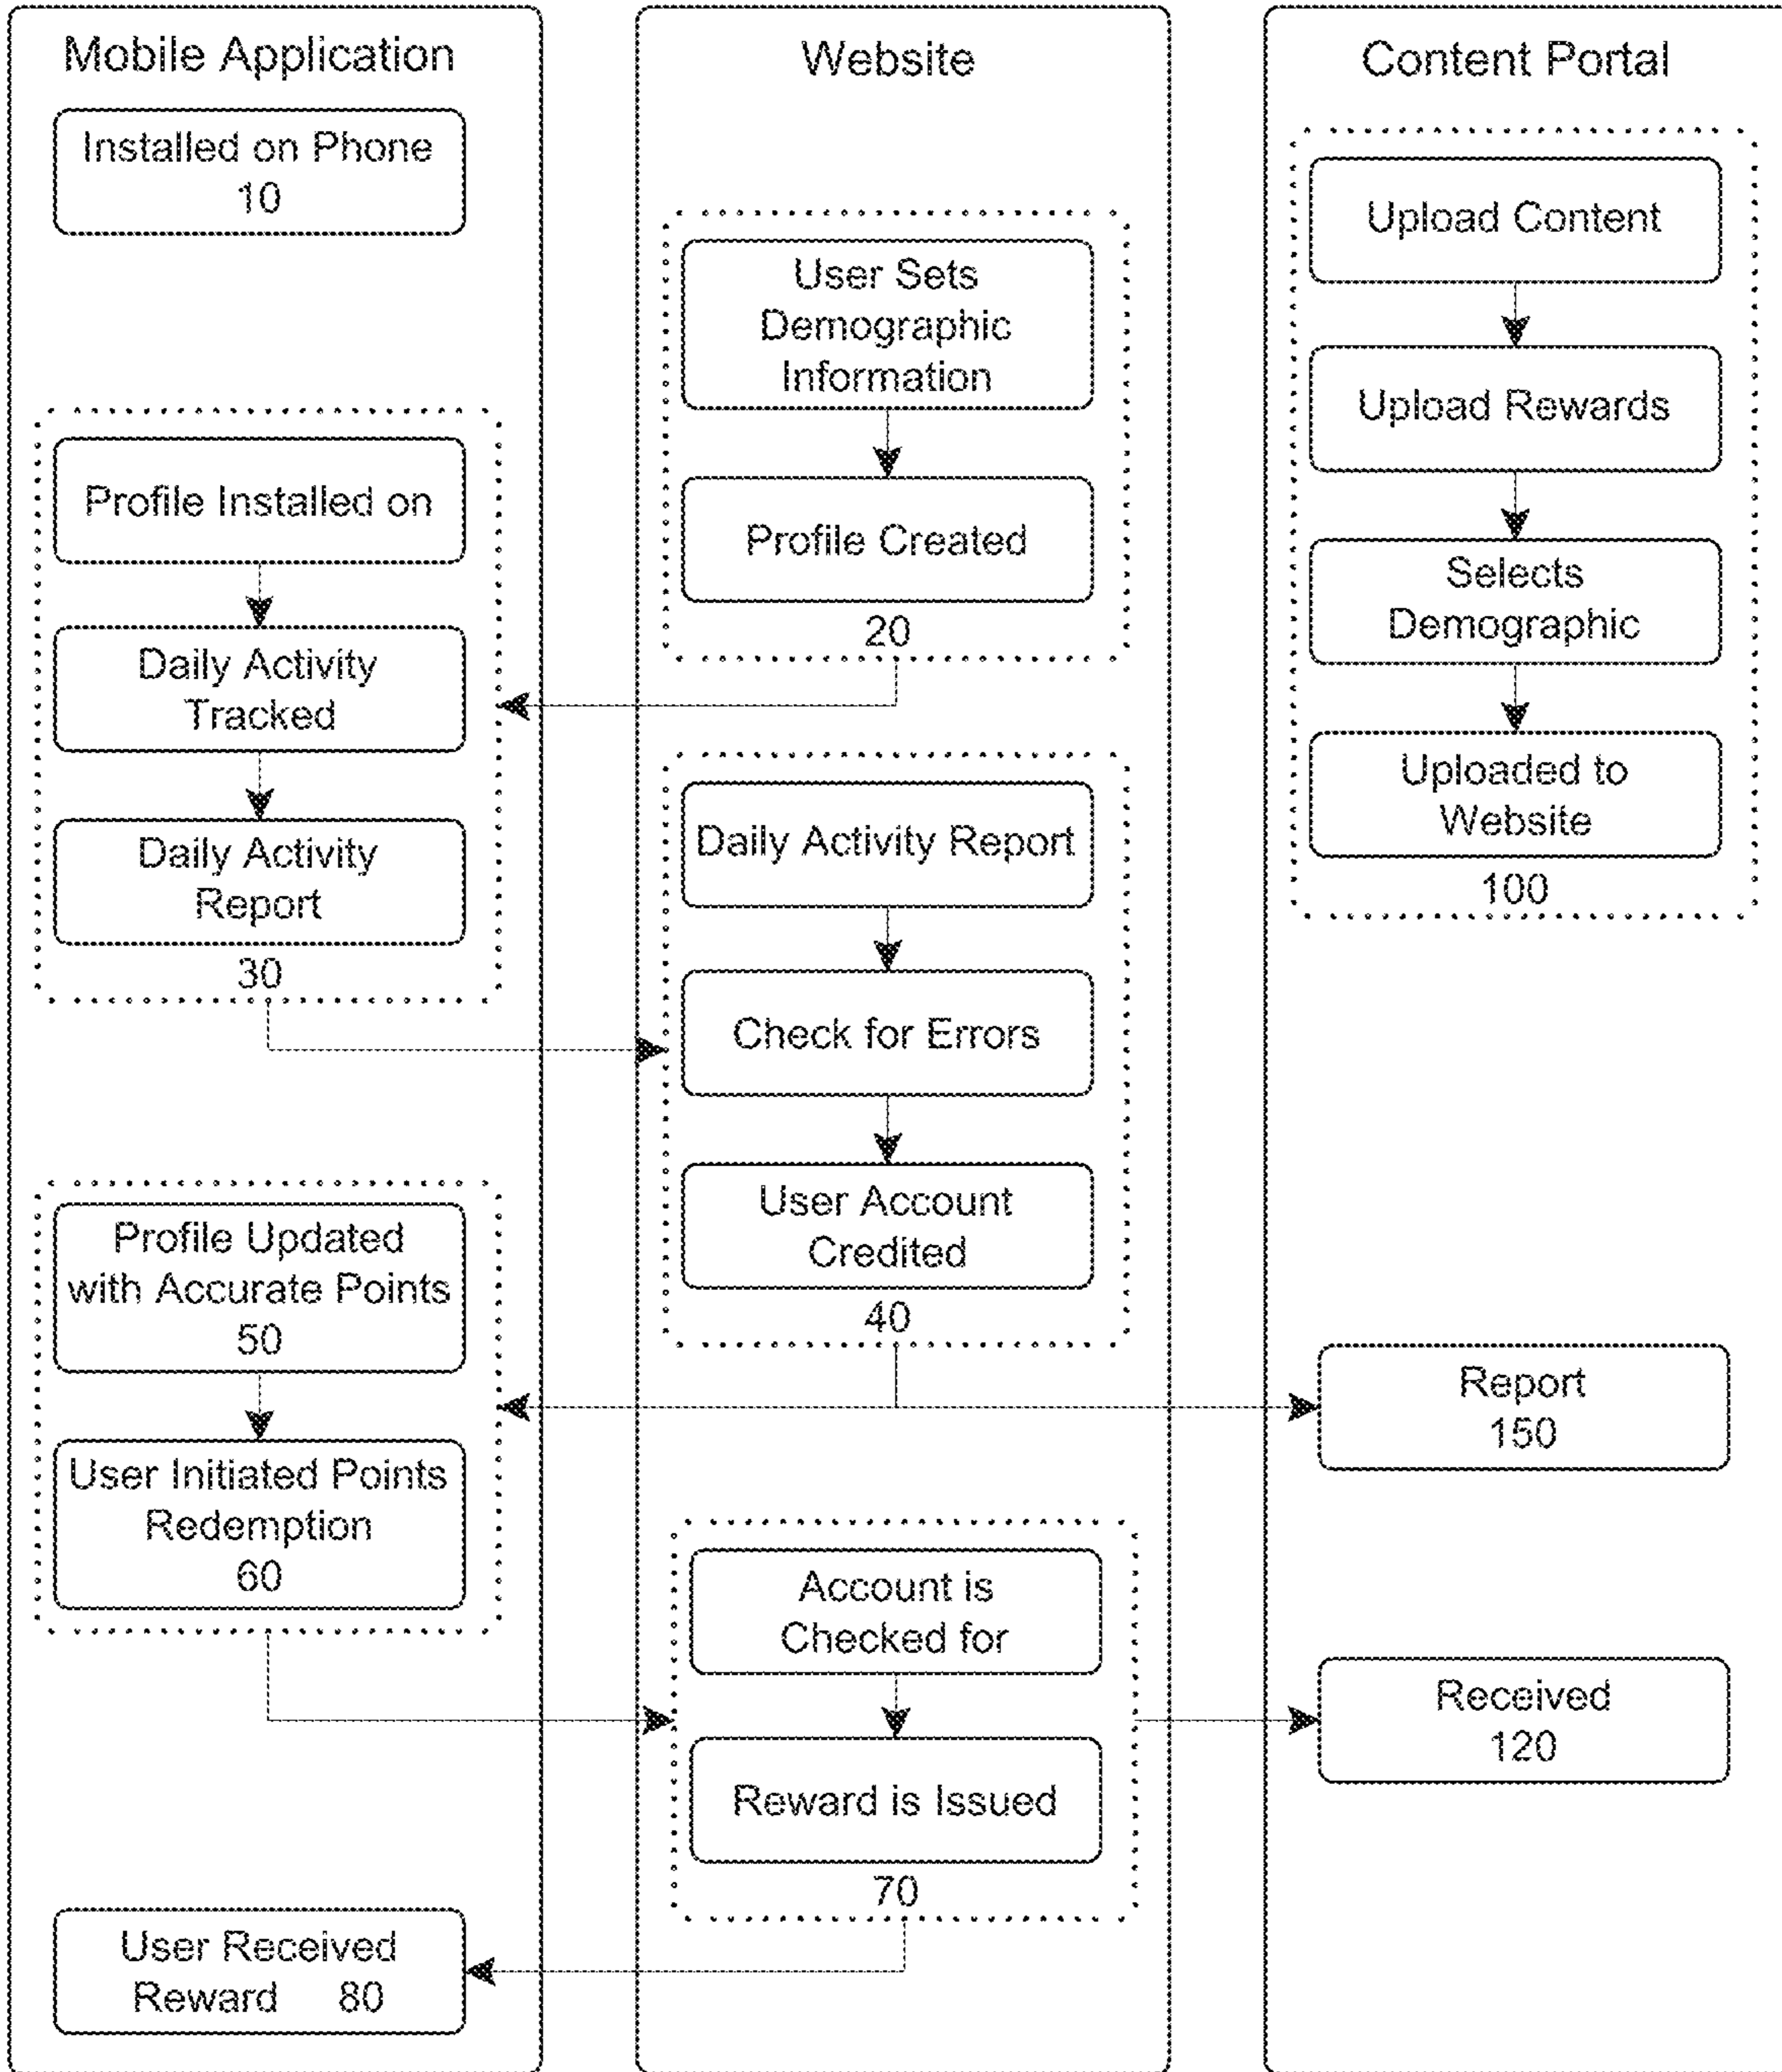 Mobile Application
Installed on Phone
10
Profile Installed on
Daily Activity
Tracked
Daily Activity
Report
30
Profile Updated
with Accurate Points
50
User Initiated Points
Redemption
60
User Received
Reward 80
Website
User Sets
Demographic
Information
Profile Created
20
Daily Activity Report
Check for Errors
User Account
Credited
40
Account is
Checked for
Reward is Issued
70
Content Portal
Upload Content
Upload Rewards
Selects
Demographic
Uploaded to
Website
100
Report
150
Received
120